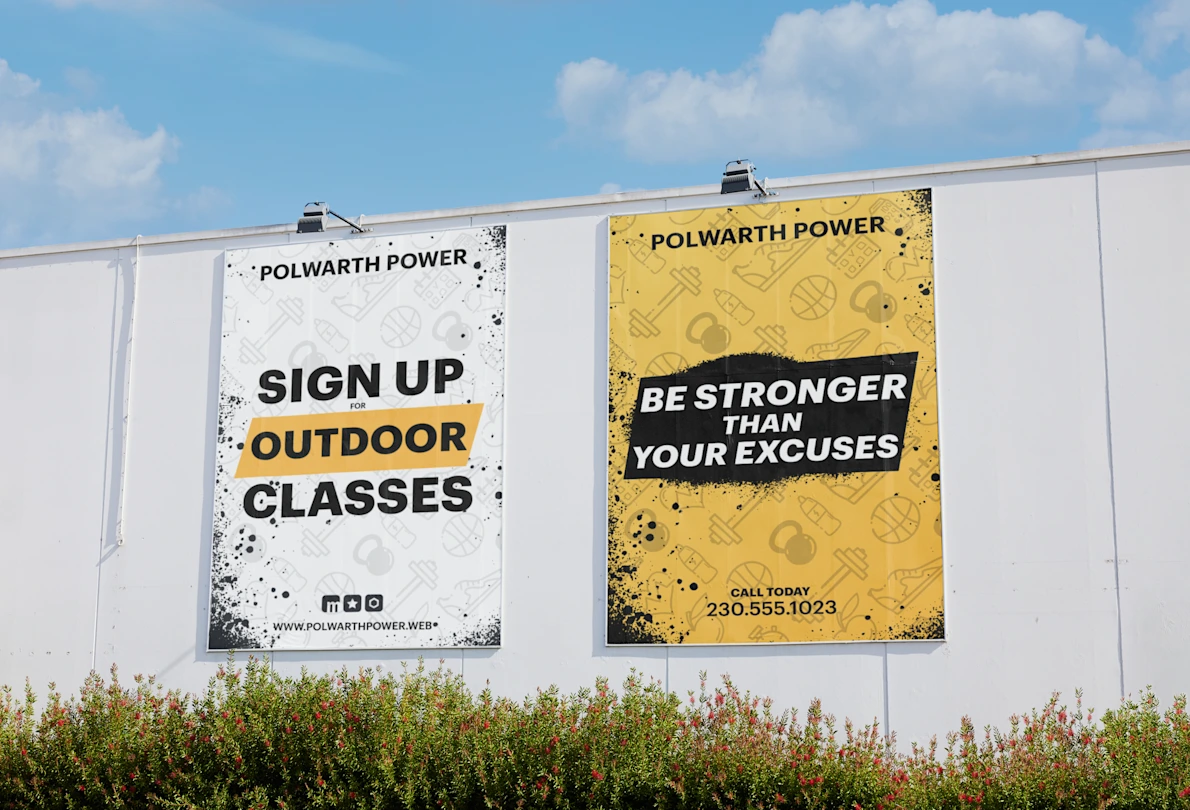 POLWARTH POWER
SIGN UP
FOR
OUTDOOR
CLASSES
WWW.POLWARTHPOWER.WEB
POLWARTH POWER
BE STRONGER
THAN
YOUR EXCUSES
CALL TODAY
230.555.1023